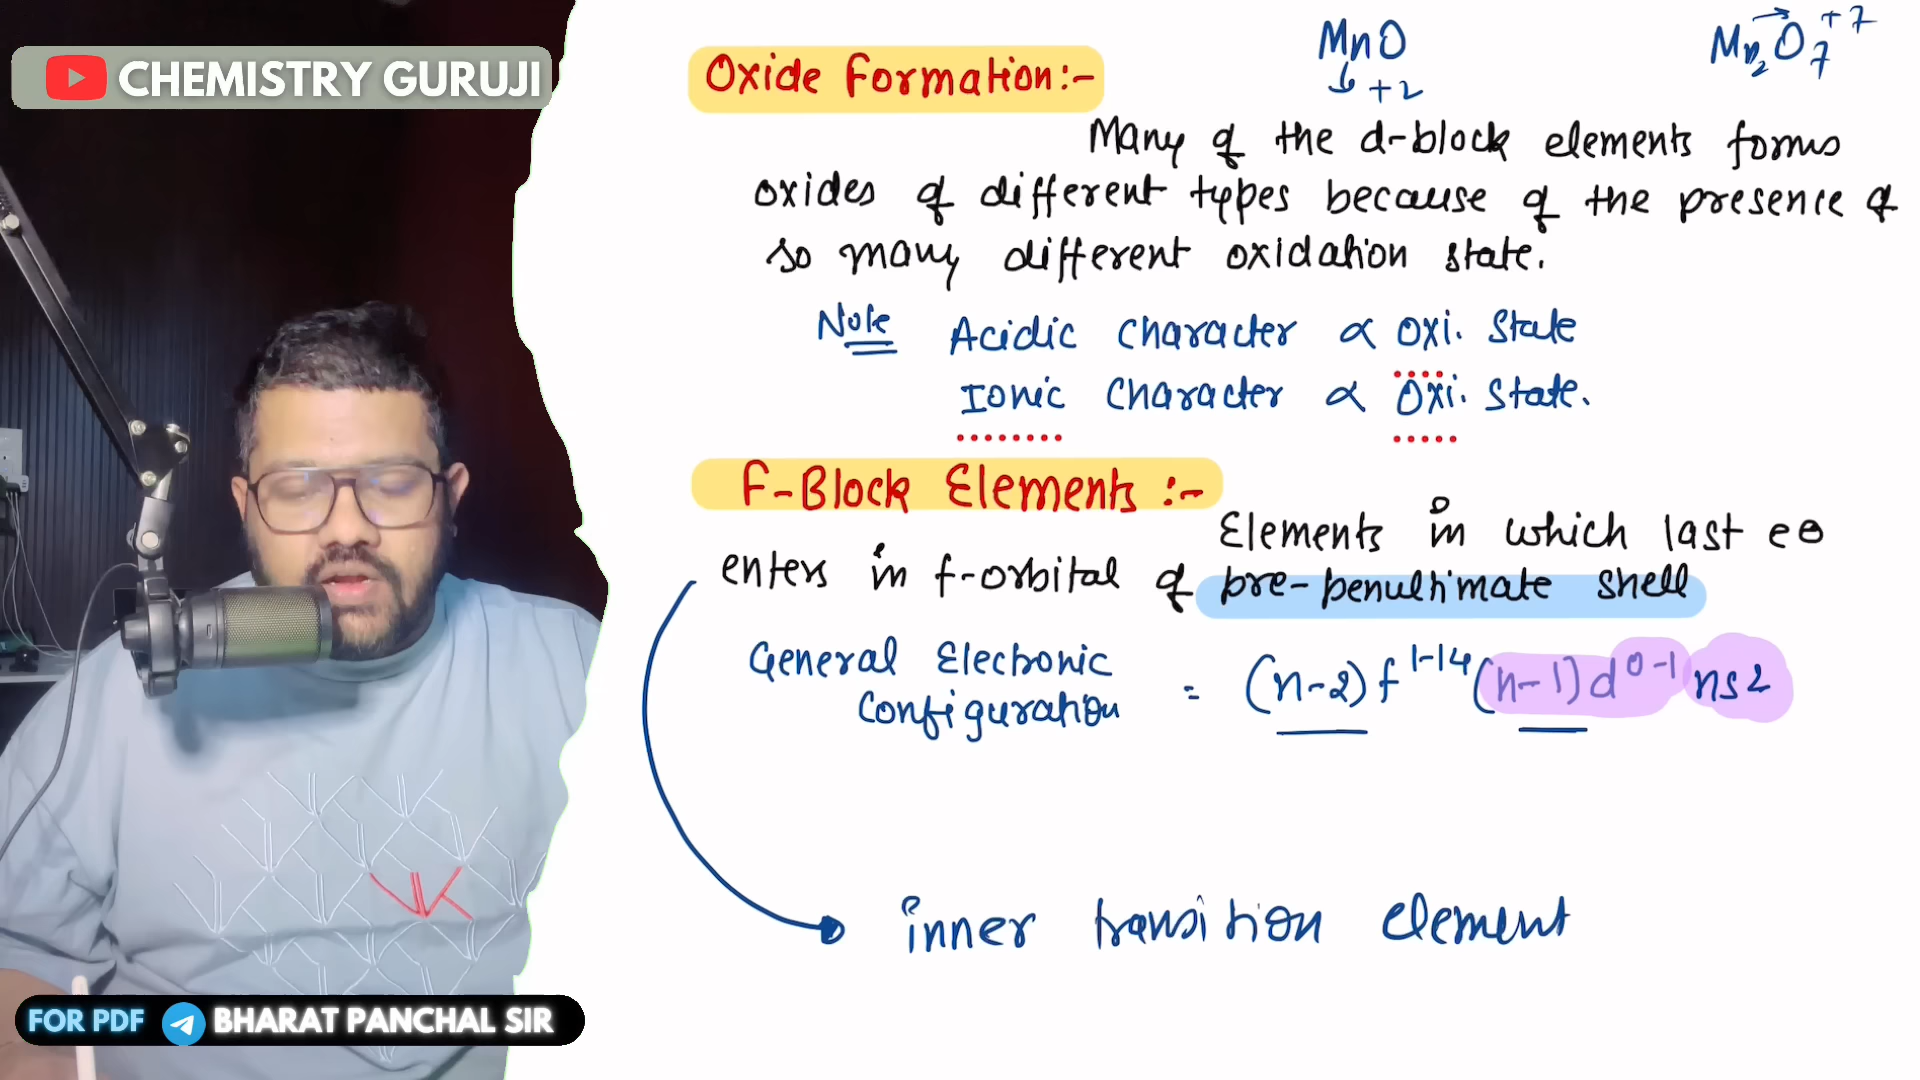 CHEMISTRY GURUJI
MnO
+2
Mn2O7 +7
Oxide Formation:-
Many of the d-block elements forms
oxides of different types because of the presence of
so many different oxidation state.
Note Acidic Character ∝ Oxi. State
Ionic Character ∝ Oxi. State.
F-Block Elements :-
Elements in which last e⊖
enters in f-orbital of pre-penultimate shell
General Electronic
Configuration = (n-2) f 1-14 (n-1) d 0-1 ns2
inner transition element
FOR PDF BHARAT PANCHAL SIR